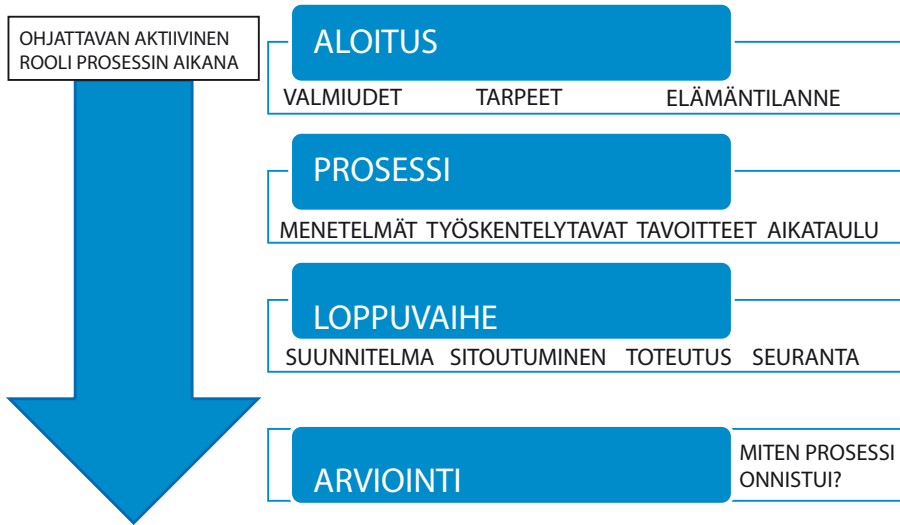 OHJATTAVAN AKTIIVINEN
ROOLI PROSESSIN AIKANA
ALOITUS
VALMIUDET TARPEET ELÄMÄNTILANNE
PROSESSI
MENETELMÄT TYÖSKENTELYTAVAT TAVOITTEET AIKATAULU
LOPPUVAIHE
SUUNNITELMA SITOUTUMINEN TOTEUTUS SEURANTA
ARVIOINTI
MITEN PROSESSI
ONNISTUI?